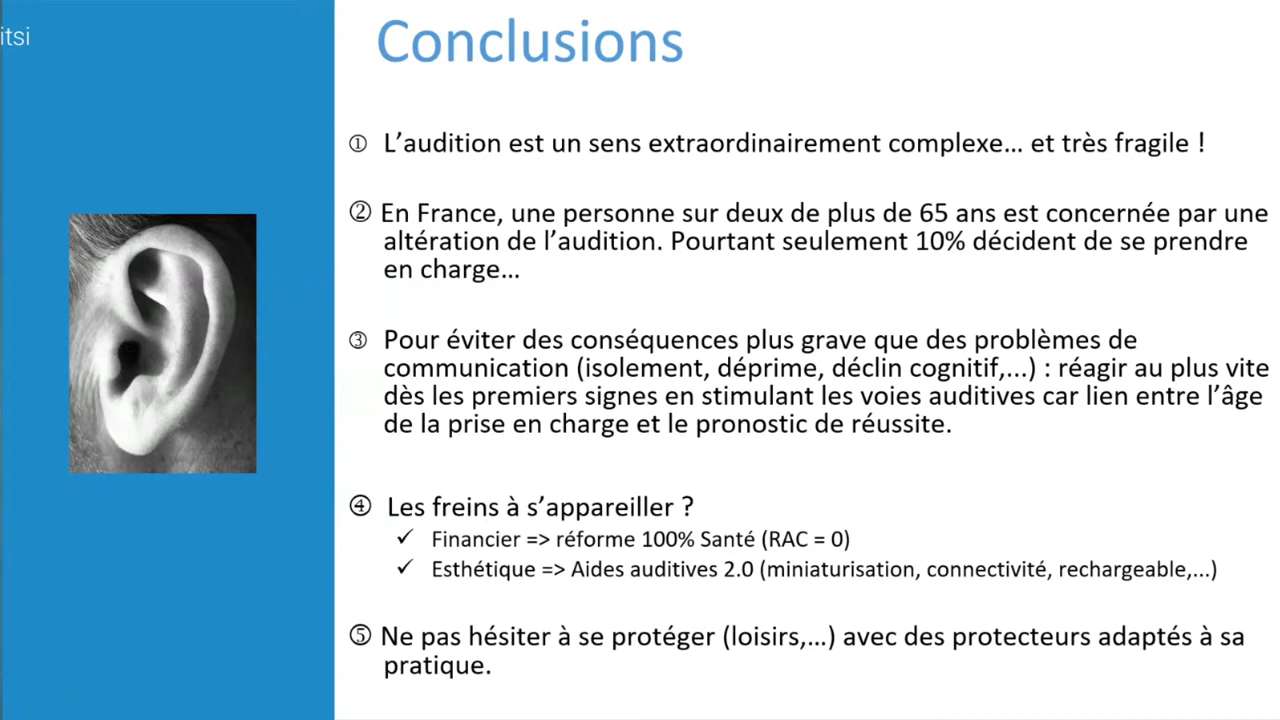 itsi
Conclusions
① L’audition est un sens extraordinairement complexe… et très fragile !
② En France, une personne sur deux de plus de 65 ans est concernée par une
altération de l’audition. Pourtant seulement 10% décident de se prendre
en charge…
③ Pour éviter des conséquences plus grave que des problèmes de
communication (isolement, déprime, déclin cognitif,...) : réagir au plus vite
dès les premiers signes en stimulant les voies auditives car lien entre l’âge
de la prise en charge et le pronostic de réussite.
④ Les freins à s’appareiller ?
✓ Financier => réforme 100% Santé (RAC = 0)
✓ Esthétique => Aides auditives 2.0 (miniaturisation, connectivité, rechargeable,...)
⑤ Ne pas hésiter à se protéger (loisirs,…) avec des protecteurs adaptés à sa
pratique.